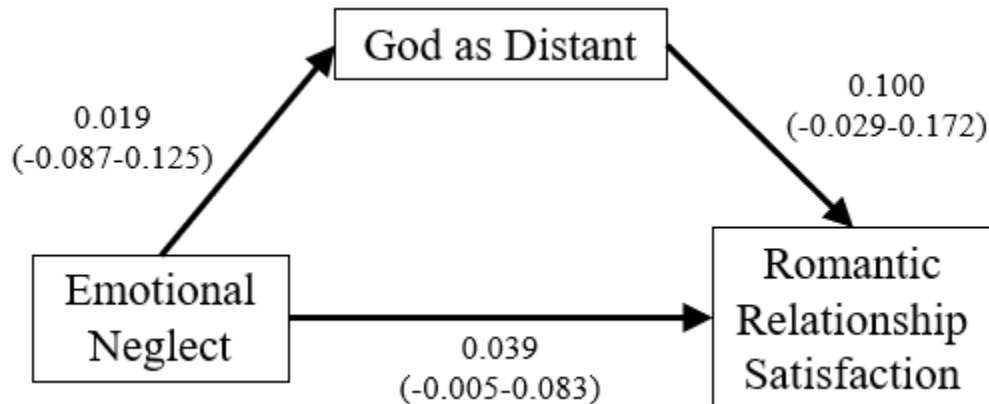 God as Distant
0.019
(-0.087-0.125)
0.100
(-0.029-0.172)
Emotional
Neglect
0.039
(-0.005-0.083)
Romantic
Relationship
Satisfaction